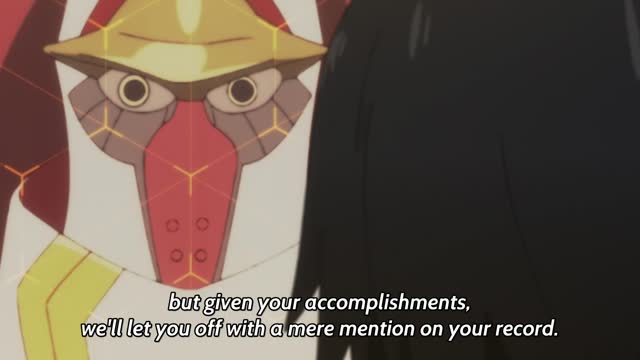 but given your accomplishments,
we'll let you off with a mere mention on your record.